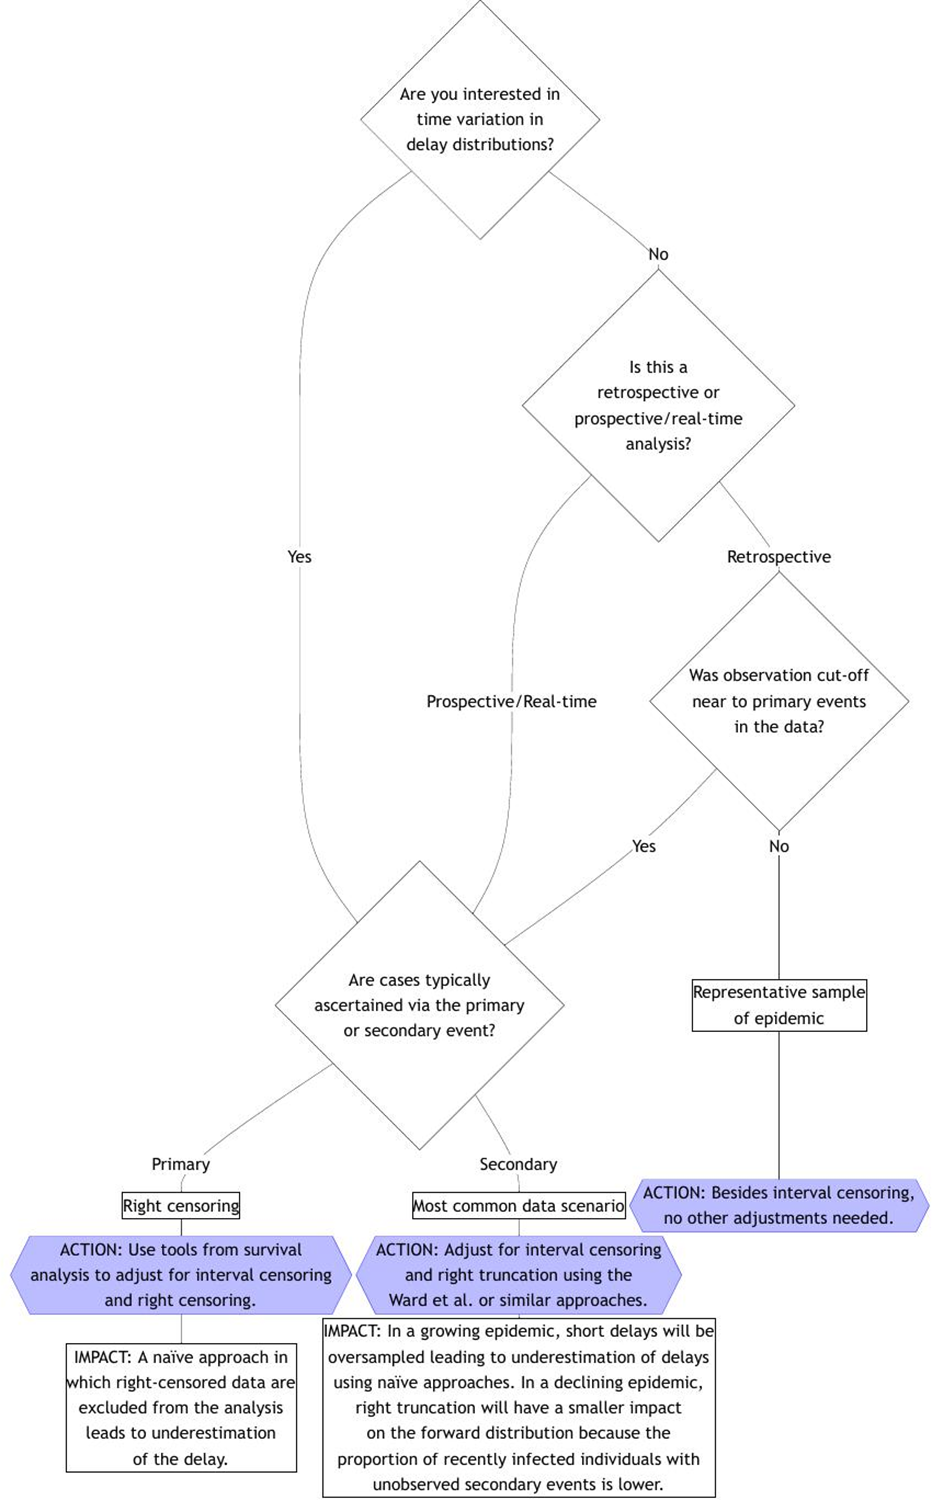 Are you interested in
time variation in
delay distributions?
No
Is this a
retrospective or
prospective/real-time
analysis?
Yes
Retrospective
Was observation cut-off
near to primary events
in the data?
Prospective/Real-time
Yes
No
Are cases typically
ascertained via the primary
or secondary event?
Representative sample
of epidemic
Primary
Secondary
Right censoring
Most common data scenario
ACTION: Besides interval censoring,
no other adjustments needed.
ACTION: Use tools from survival
analysis to adjust for interval censoring
and right censoring.
ACTION: Adjust for interval censoring
and right truncation using the
Ward et al. or similar approaches.
IMPACT: A naïve approach in
which right-censored data are
excluded from the analysis
leads to underestimation
of the delay.
IMPACT: In a growing epidemic, short delays will be
oversampled leading to underestimation of delays
using naïve approaches. In a declining epidemic,
right truncation will have a smaller impact
on the forward distribution because the
proportion of recently infected individuals with
unobserved secondary events is lower.